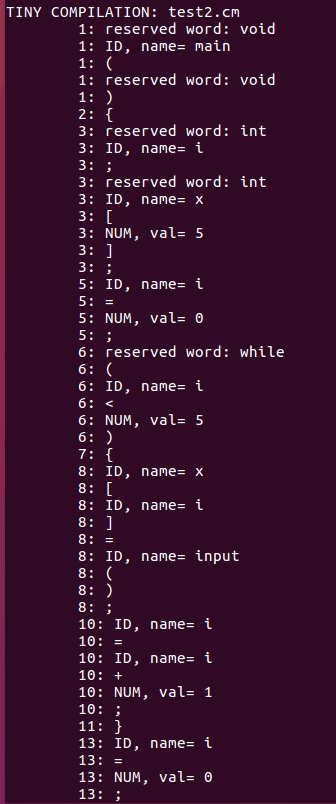 TINY COMPILATION: test2.cm
1: reserved word: void
1: ID, name= main
1: (
1: reserved word: void
1: )
2: {
3: reserved word: int
3: ID, name= i
3: ;
3: reserved word: int
3: ID, name= x
3: [
3: NUM, val= 5
3: ]
3: ;
5: ID, name= i
5: =
5: NUM, val= 0
5: ;
6: reserved word: while
6: (
6: ID, name= i
6: <
6: NUM, val= 5
6: )
7: {
8: ID, name= x
8: [
8: ID, name= i
8: ]
8: =
8: ID, name= input
8: (
8: )
8: ;
10: ID, name= i
10: =
10: ID, name= i
10: +
10: NUM, val= 1
10: ;
11: }
13: ID, name= i
13: =
13: NUM, val= 0
13: ;